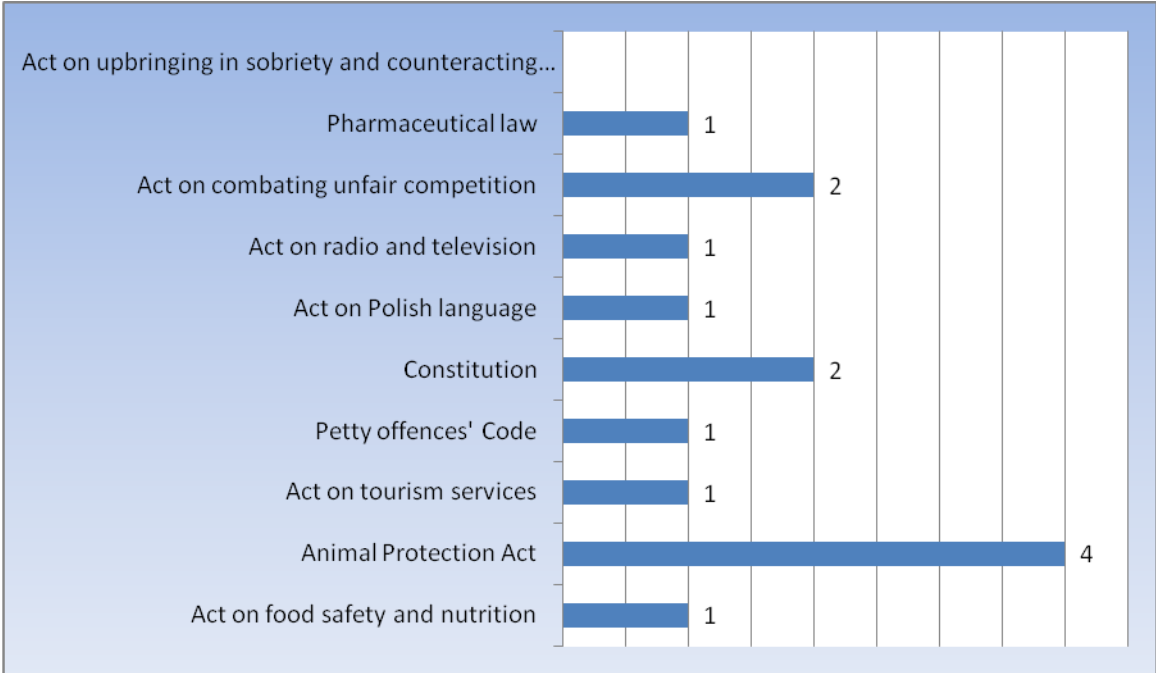 Act on upbringing in sobriety and counteracting...
Pharmaceutical law 1
Act on combating unfair competition 2
Act on radio and television 1
Act on Polish language 1
Constitution 2
Petty offences' Code 1
Act on tourism services 1
Animal Protection Act 4
Act on food safety and nutrition 1